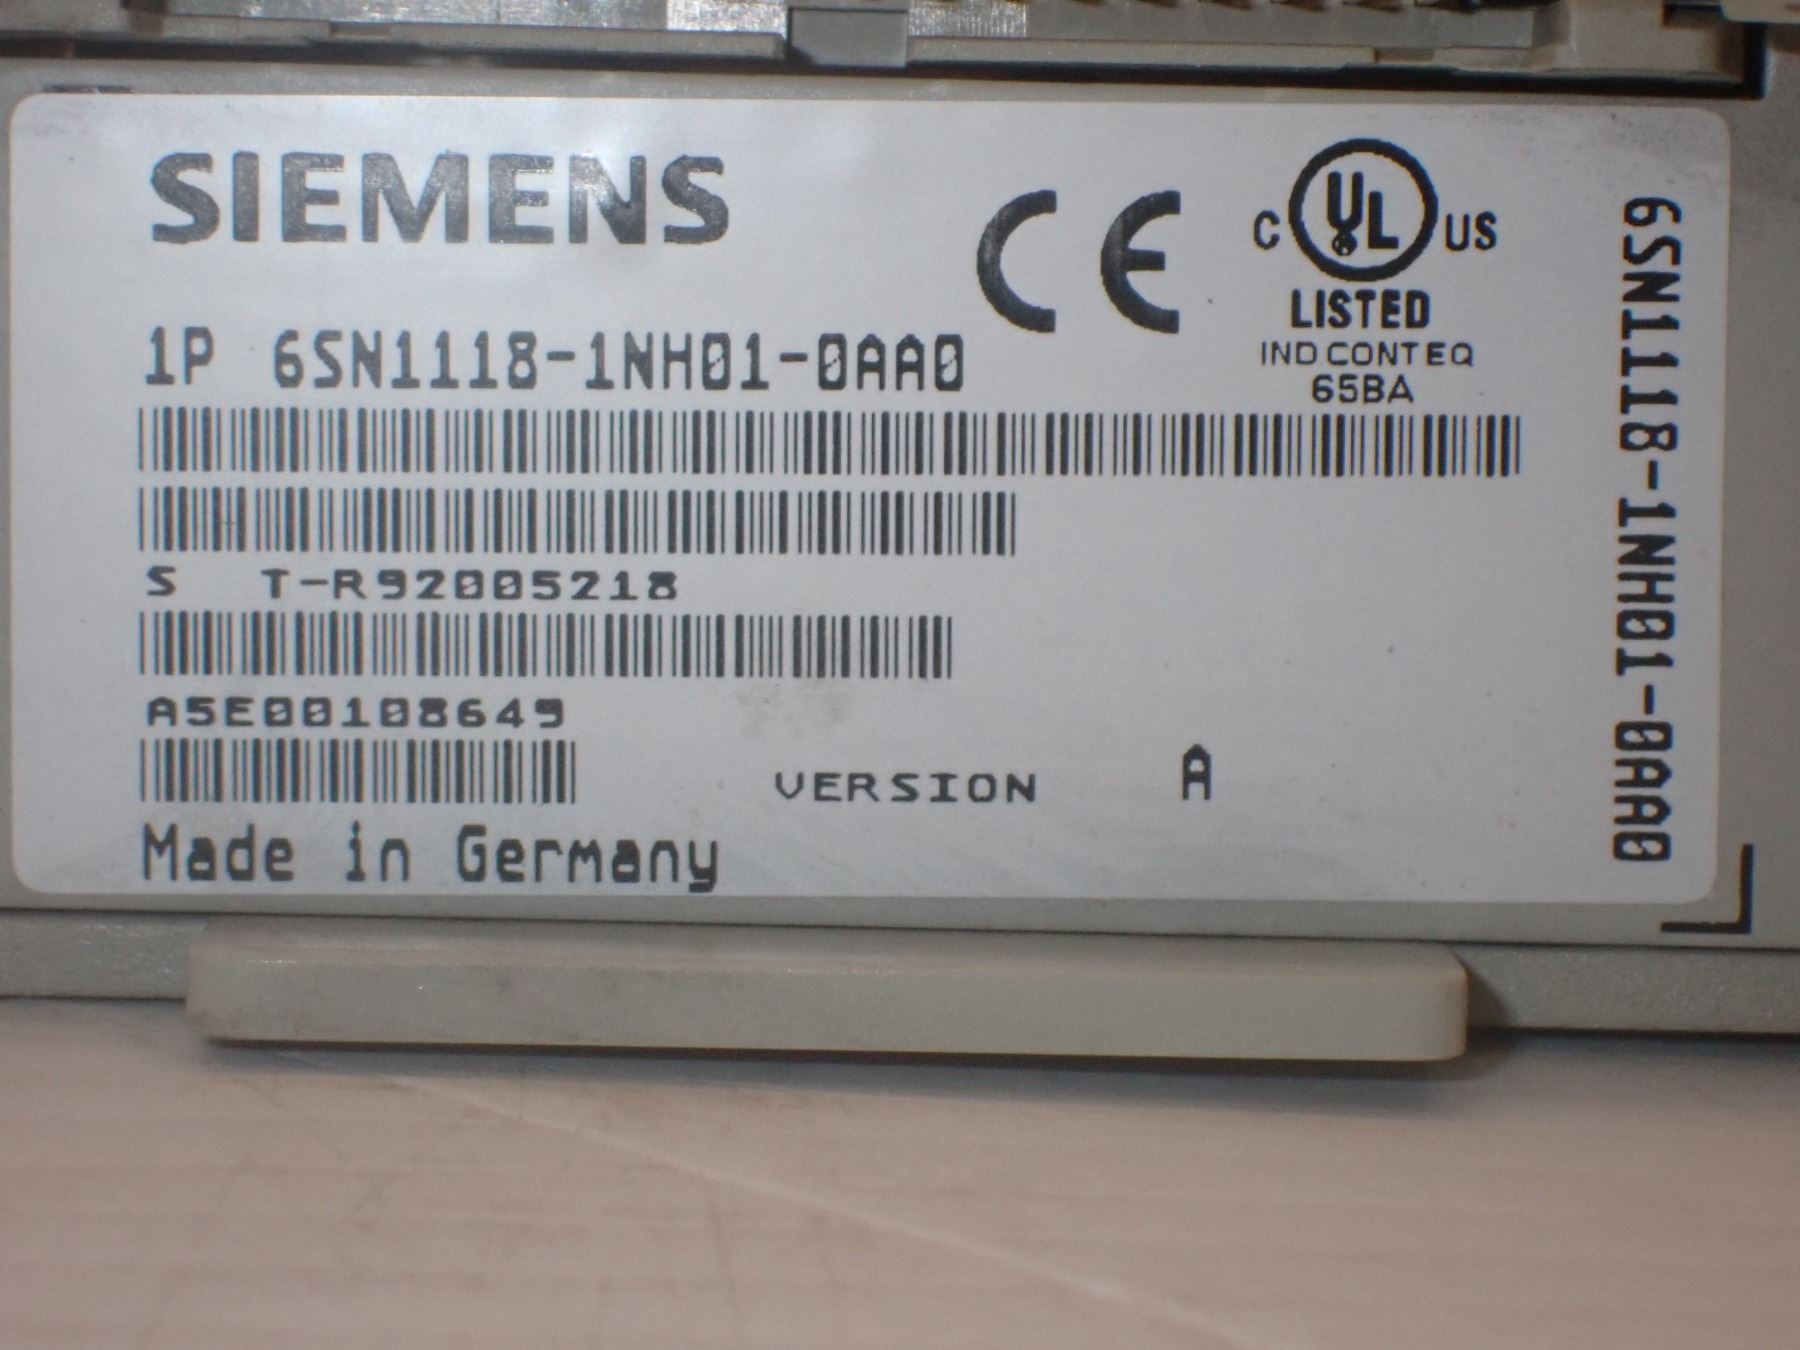 SIEMENS
CE
C UL US
LISTED
IND CONT EQ
65BA
1P 6SN1118-1NH01-0AA0
S T-R92005218
A5E00108649
VERSION A
Made in Germany
6SN1118-1NH01-0AA0